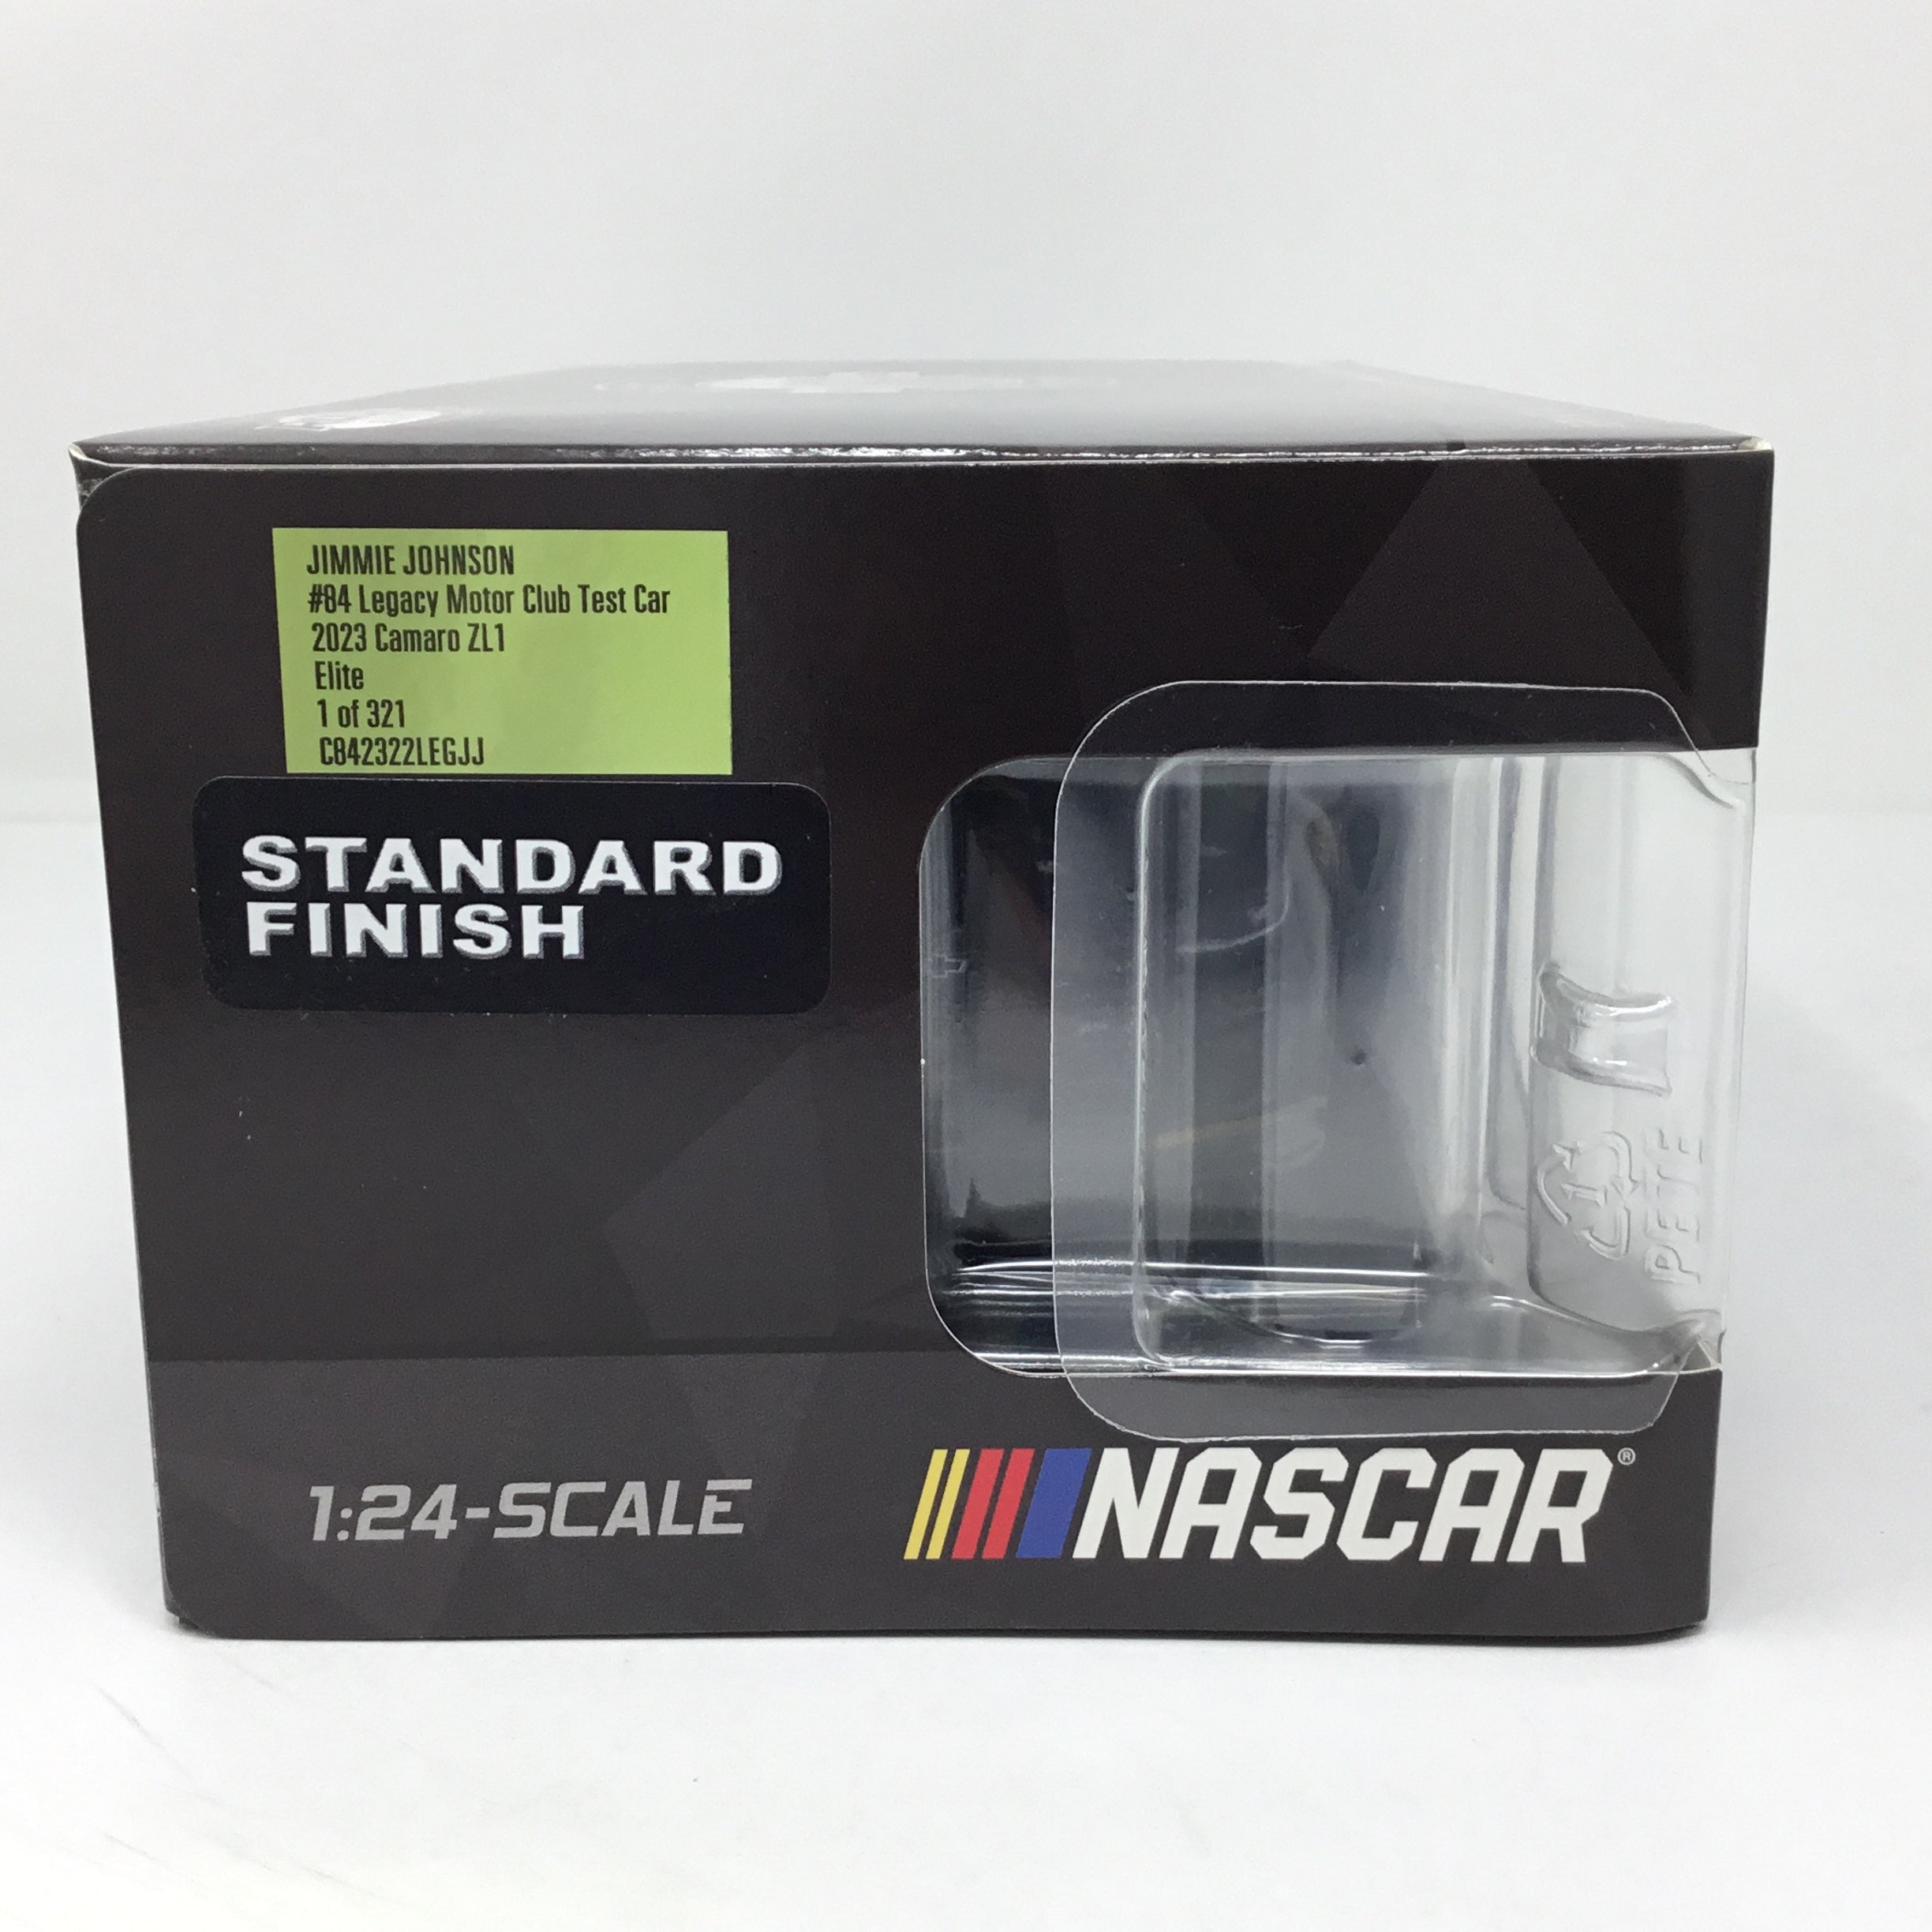 JIMMIE JOHNSON
#84 Legacy Motor Club Test Car
2023 Camaro ZL1
Elite
1 of 321
C842322LEGJJ
STANDARD
FINISH
1
PETE
1:24-SCALE
NASCAR®